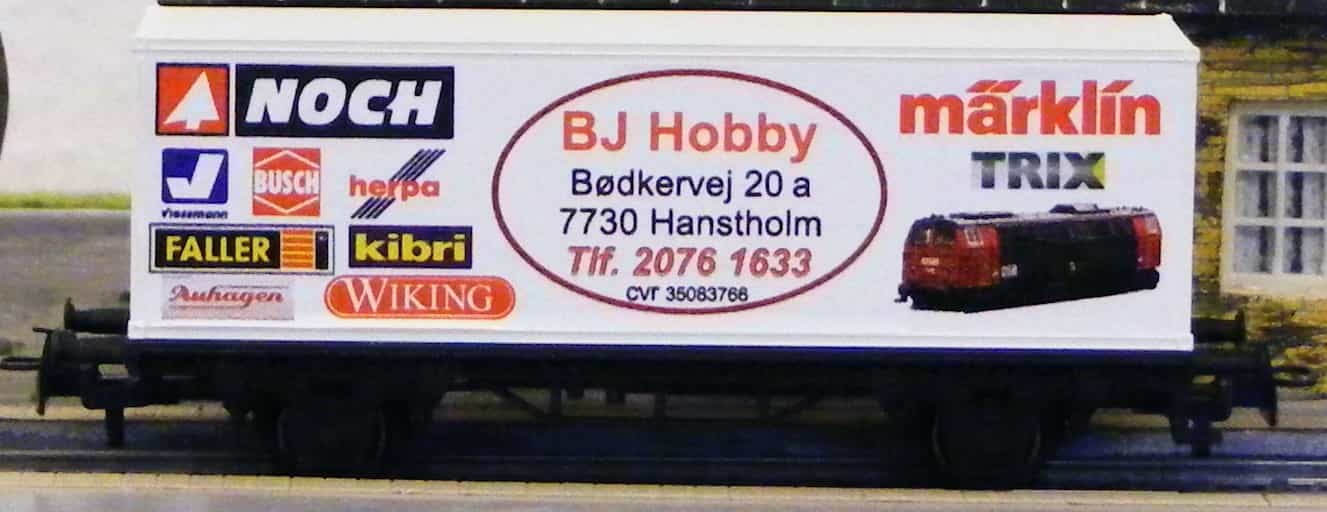 NOCH
Viessmann
BUSCH
herpa
FALLER
kibri
Auhagen
WIKING
BJ Hobby
Bødkervej 20 a
7730 Hanstholm
Tlf. 2076 1633
CVr 35083766
märklin
TRIX